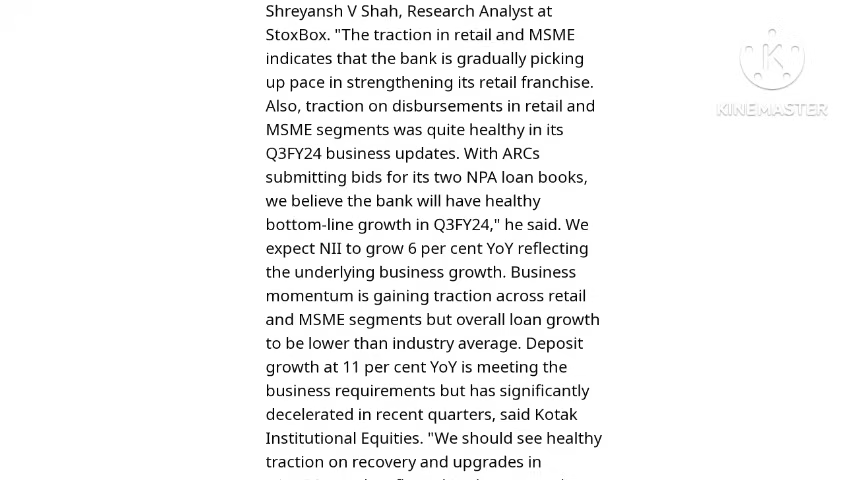 Shreyansh V Shah, Research Analyst at
StoxBox. "The traction in retail and MSME
indicates that the bank is gradually picking
up pace in strengthening its retail franchise.
Also, traction on disbursements in retail and
MSME segments was quite healthy in its
Q3FY24 business updates. With ARCs
submitting bids for its two NPA loan books,
we believe the bank will have healthy
bottom-line growth in Q3FY24," he said. We
expect NII to grow 6 per cent YoY reflecting
the underlying business growth. Business
momentum is gaining traction across retail
and MSME segments but overall loan growth
to be lower than industry average. Deposit
growth at 11 per cent YoY is meeting the
business requirements but has significantly
decelerated in recent quarters, said Kotak
Institutional Equities. "We should see healthy
traction on recovery and upgrades in
KINEMASTER